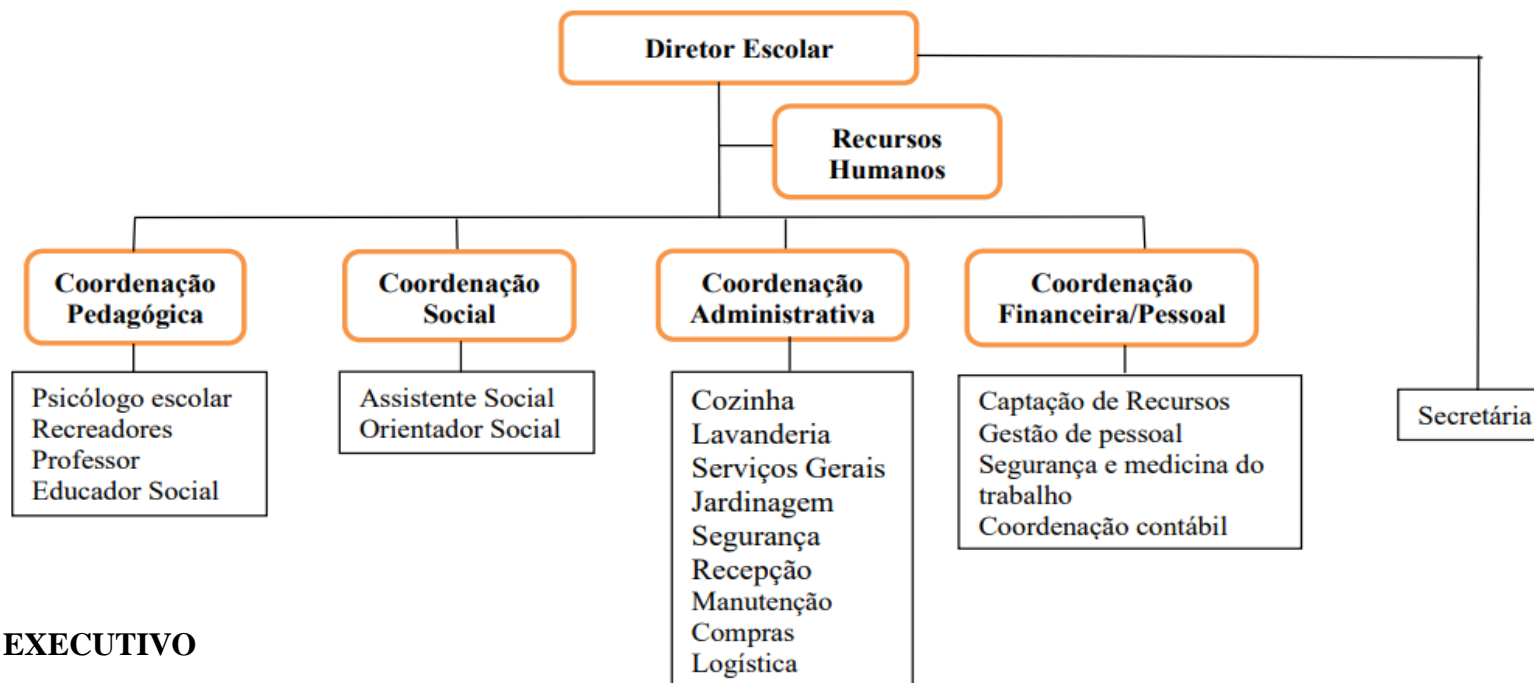 Diretor Escolar
Recursos
Humanos
Coordenação
Pedagógica
Coordenação
Social
Coordenação
Administrativa
Coordenação
Financeira/Pessoal
Psicólogo escolar
Recreadores
Professor
Educador Social
Assistente Social
Orientador Social
Cozinha
Lavanderia
Serviços Gerais
Jardinagem
Segurança
Recepção
Manutenção
Compras
Logística
Captação de Recursos
Gestão de pessoal
Segurança e medicina do
trabalho
Coordenação contábil
Secretária
EXECUTIVO